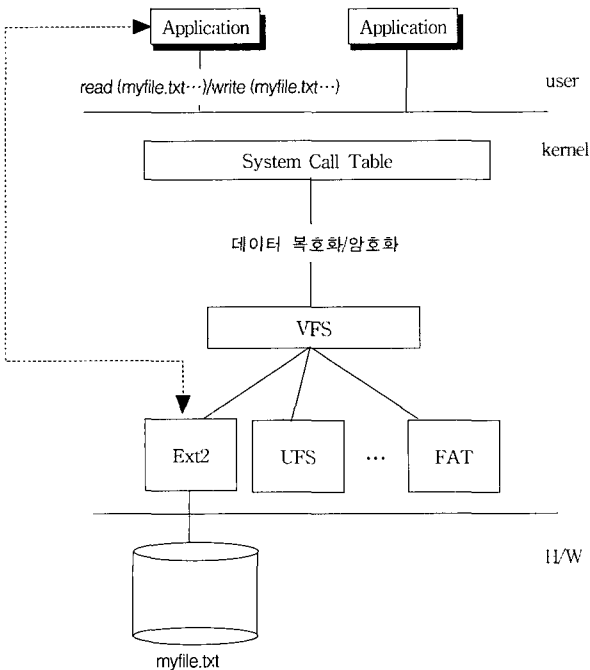 Application
Application
read (myfile.txt…)/write (myfile.txt…)
user
kernel
System Call Table
데이터 복호화/암호화
VFS
Ext2
UFS
…
FAT
H/W
myfile.txt